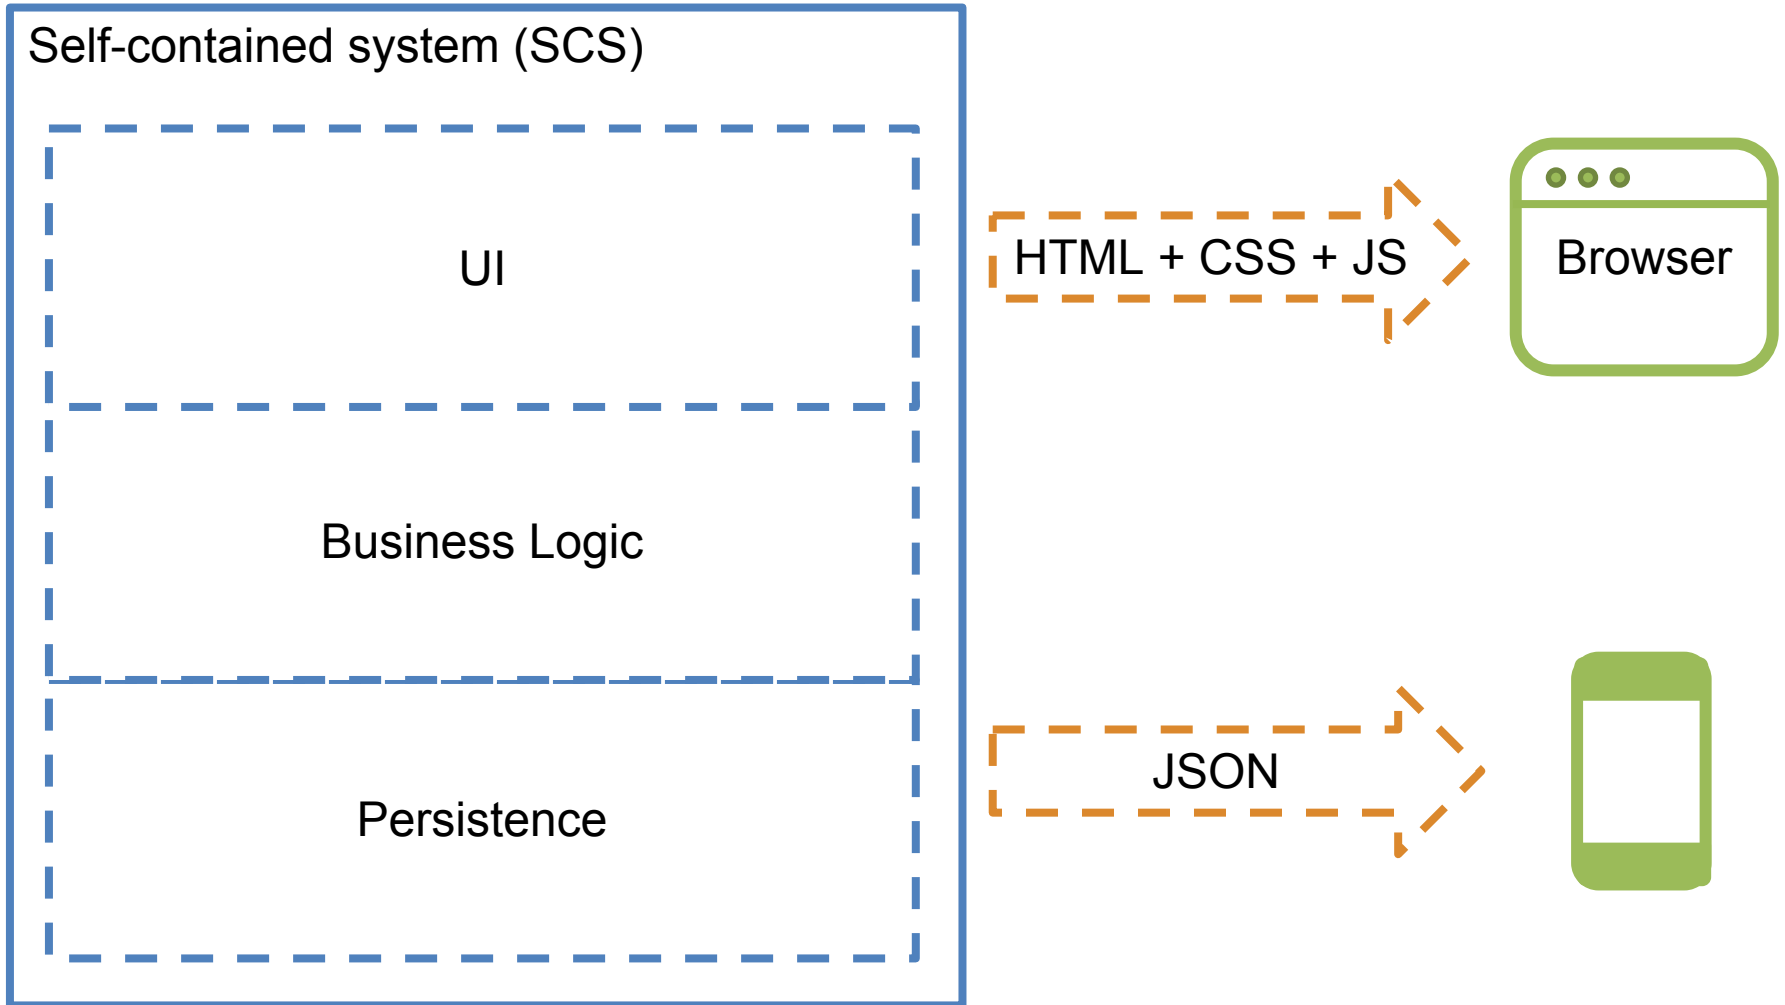 Self-contained system (SCS)
UI
HTML + CSS + JS
Browser
Business Logic
JSON
Persistence